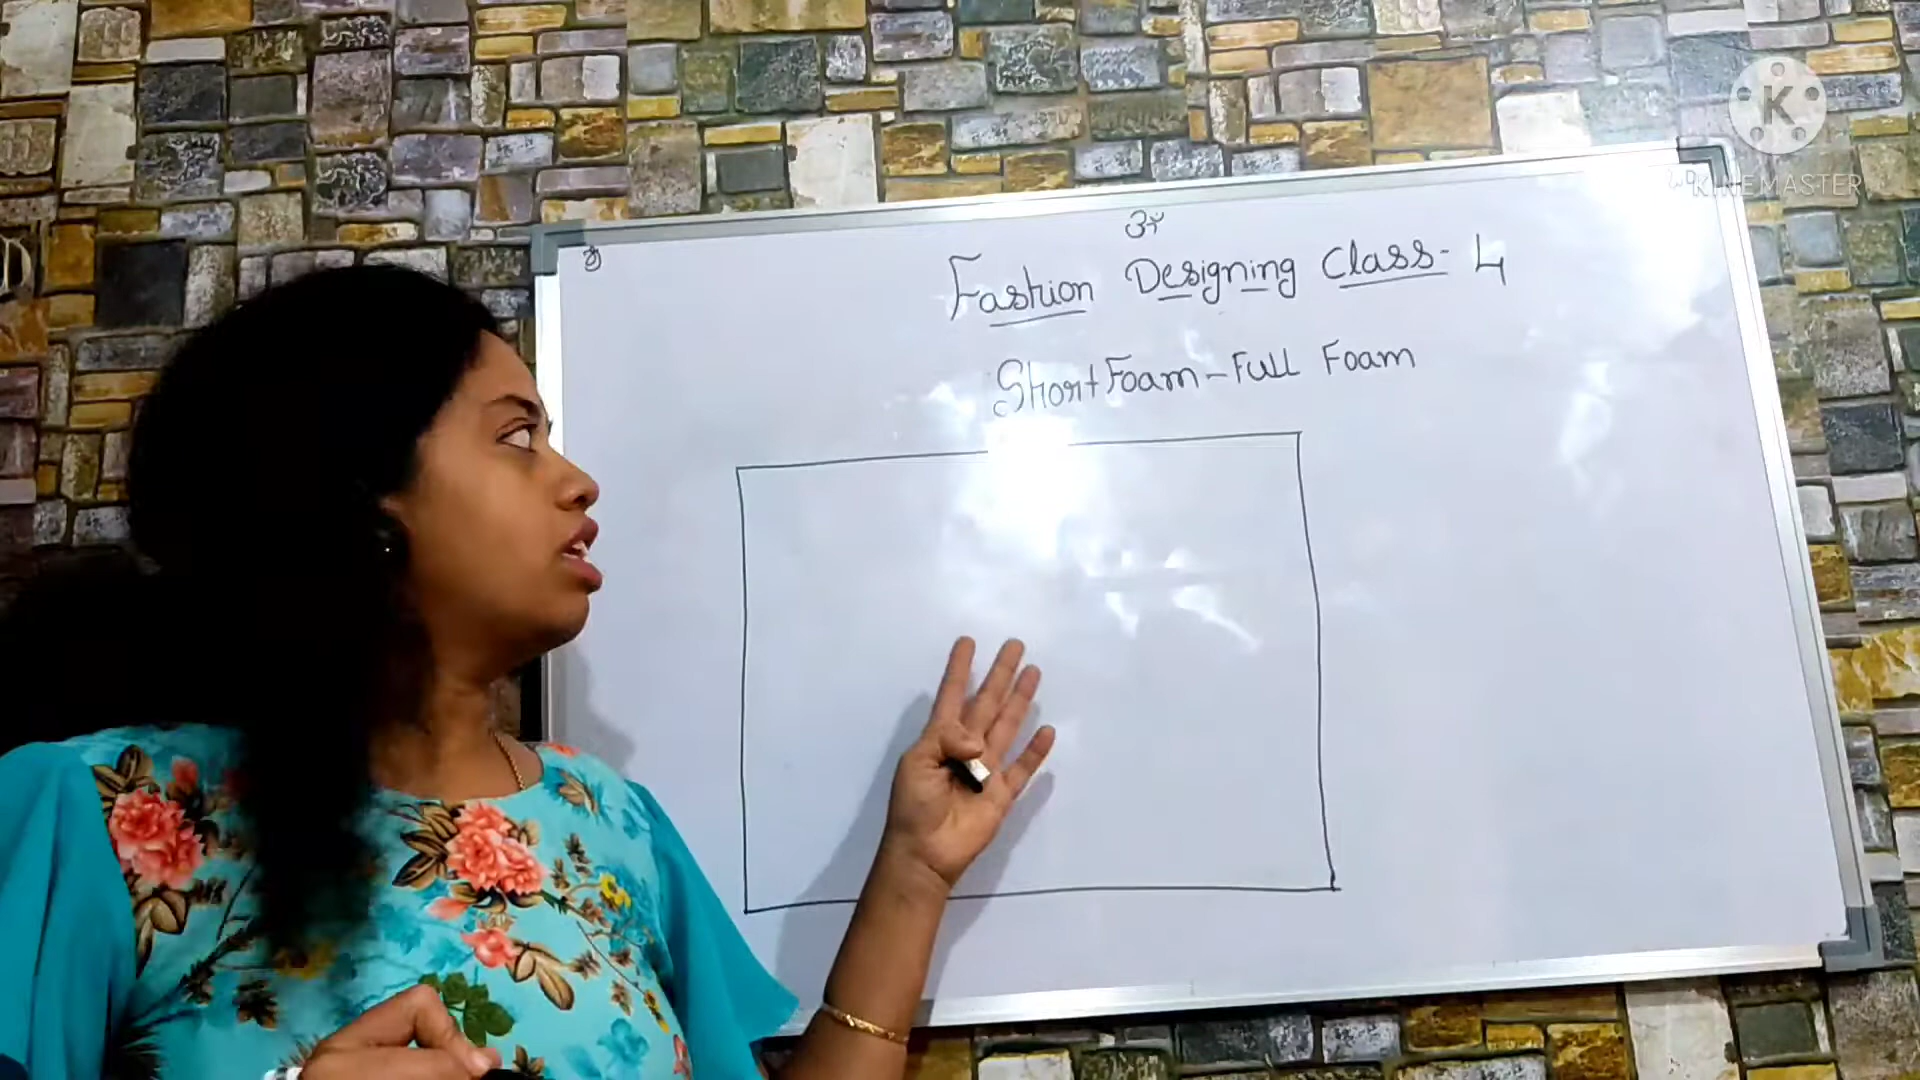 K
KINEMASTER
ஃ
Fashion Designing Class- 4
Short Foam - Full Foam